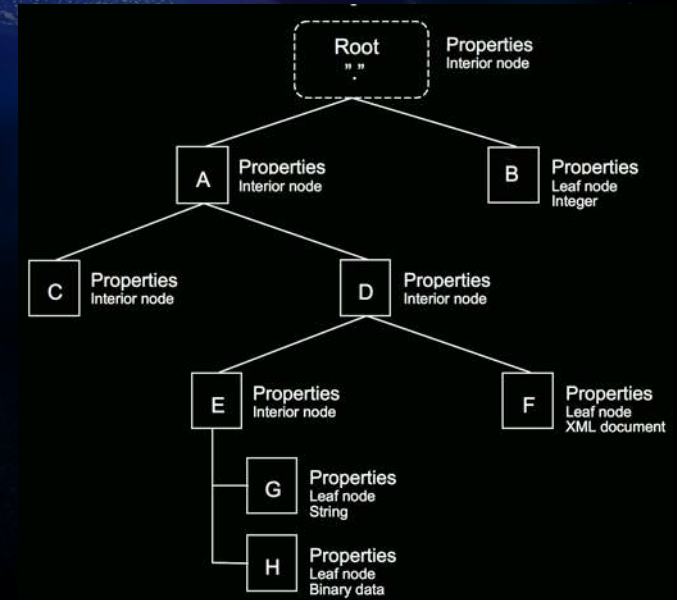 Root
"."
Properties
Interior node
A
Properties
Interior node
B
Properties
Leaf node
Integer
C
Properties
Interior node
D
Properties
Interior node
E
Properties
Interior node
F
Properties
Leaf node
XML document
G
Properties
Leaf node
String
H
Properties
Leaf node
Binary data